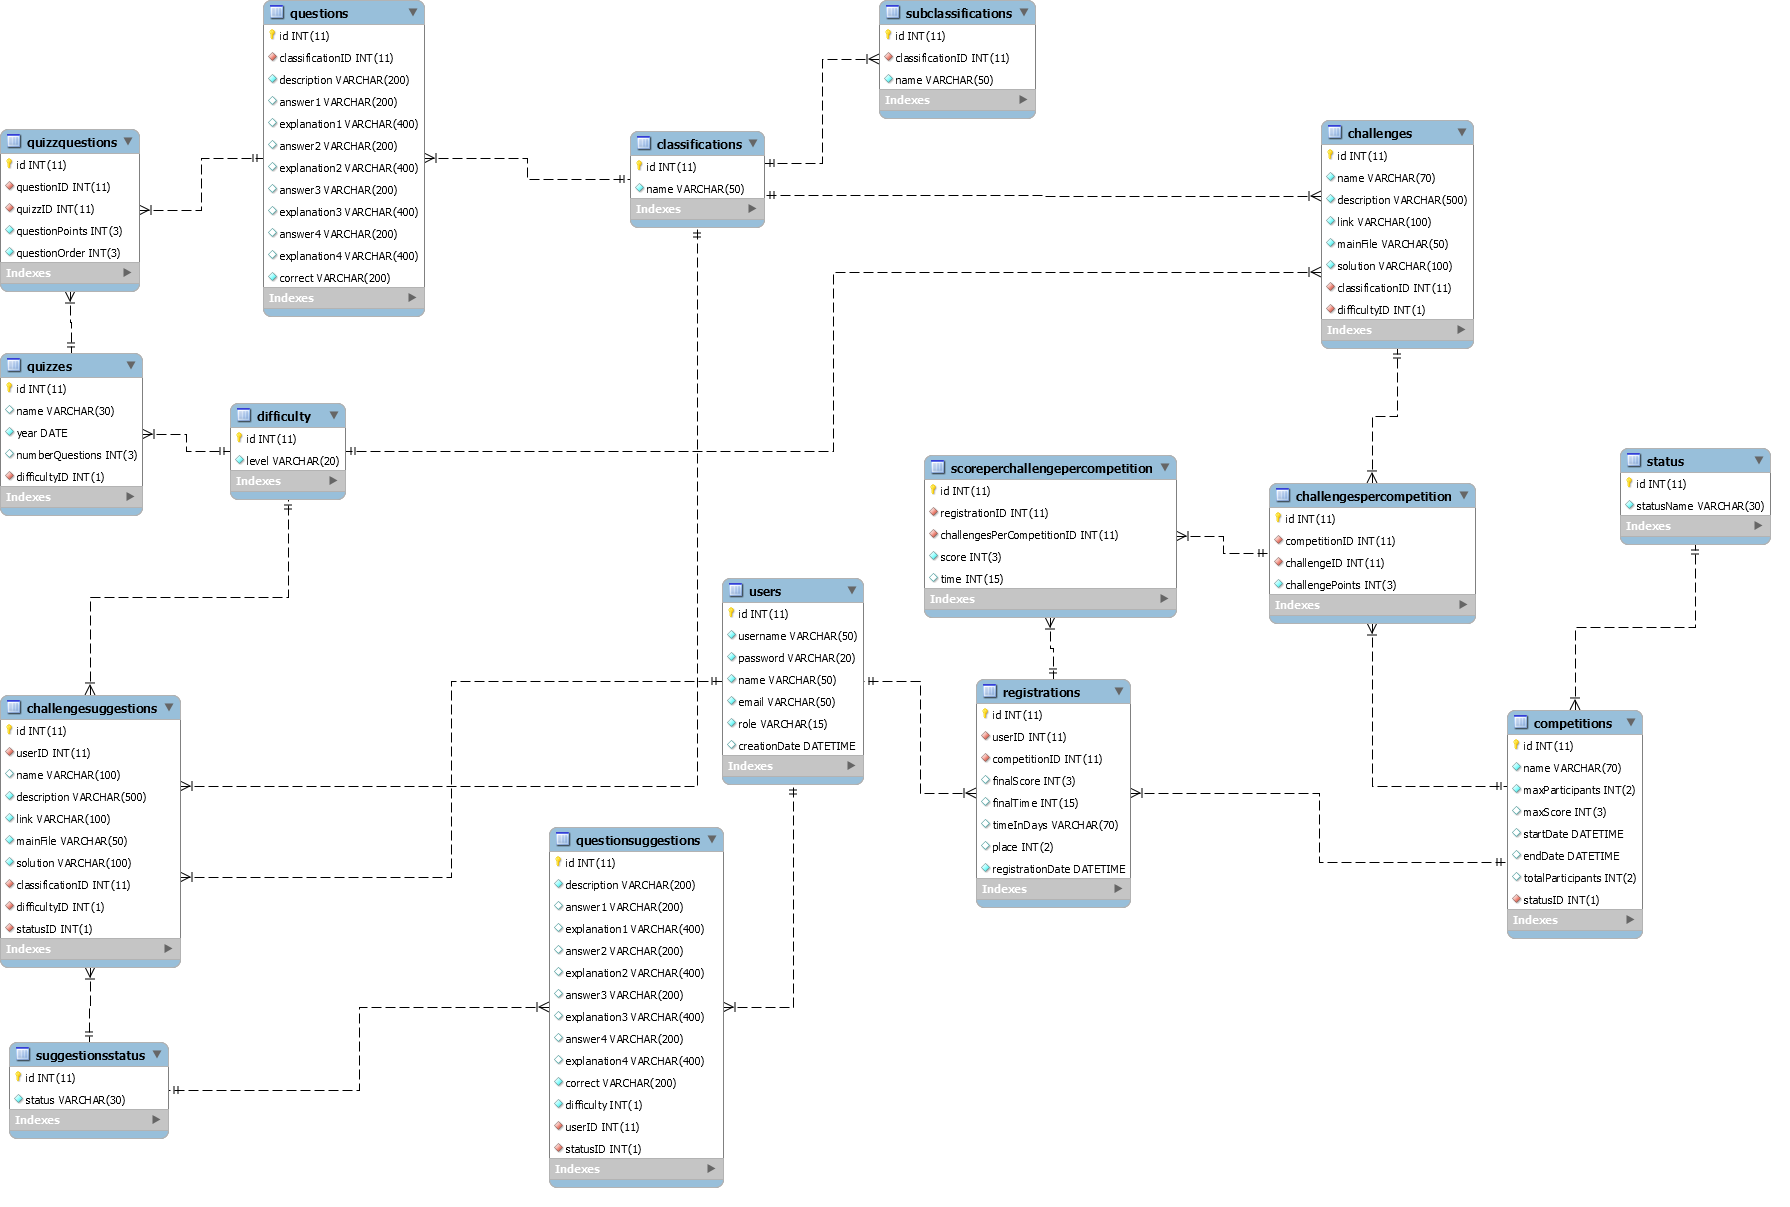 questions
id INT(11)
classificationID INT(11)
description VARCHAR(200)
answer1 VARCHAR(200)
explanation1 VARCHAR(400)
answer2 VARCHAR(200)
explanation2 VARCHAR(400)
answer3 VARCHAR(200)
explanation3 VARCHAR(400)
answer4 VARCHAR(200)
explanation4 VARCHAR(400)
correct VARCHAR(200)
Indexes
subclassifications
id INT(11)
classificationID INT(11)
name VARCHAR(50)
Indexes
quizzquestions
id INT(11)
questionID INT(11)
quizzID INT(11)
questionPoints INT(3)
questionOrder INT(3)
Indexes
classifications
id INT(11)
name VARCHAR(50)
Indexes
challenges
id INT(11)
name VARCHAR(70)
description VARCHAR(500)
link VARCHAR(100)
mainFile VARCHAR(50)
solution VARCHAR(100)
classificationID INT(11)
difficultyID INT(1)
Indexes
quizzes
id INT(11)
name VARCHAR(30)
year DATE
numberQuestions INT(3)
difficultyID INT(1)
Indexes
difficulty
id INT(11)
level VARCHAR(20)
Indexes
scoreperchallengepercompetition
id INT(11)
registrationID INT(11)
challengesPerCompetitionID INT(11)
score INT(3)
time INT(15)
Indexes
challengespercompetition
id INT(11)
competitionID INT(11)
challengeID INT(11)
challengePoints INT(3)
Indexes
status
id INT(11)
statusName VARCHAR(30)
Indexes
users
id INT(11)
username VARCHAR(50)
password VARCHAR(20)
name VARCHAR(50)
email VARCHAR(50)
role VARCHAR(15)
creationDate DATETIME
Indexes
registrations
id INT(11)
userID INT(11)
competitionID INT(11)
finalScore INT(3)
finalTime INT(15)
timeInDays VARCHAR(70)
place INT(2)
registrationDate DATETIME
Indexes
competitions
id INT(11)
name VARCHAR(70)
maxParticipants INT(2)
maxScore INT(3)
startDate DATETIME
endDate DATETIME
totalParticipants INT(2)
statusID INT(1)
Indexes
challengesuggestions
id INT(11)
userID INT(11)
name VARCHAR(100)
description VARCHAR(500)
link VARCHAR(100)
mainFile VARCHAR(50)
solution VARCHAR(100)
classificationID INT(11)
difficultyID INT(1)
statusID INT(1)
Indexes
questionsuggestions
id INT(11)
description VARCHAR(200)
answer1 VARCHAR(200)
explanation1 VARCHAR(400)
answer2 VARCHAR(200)
explanation2 VARCHAR(400)
answer3 VARCHAR(200)
explanation3 VARCHAR(400)
answer4 VARCHAR(200)
explanation4 VARCHAR(400)
correct VARCHAR(200)
difficulty INT(1)
userID INT(11)
statusID INT(1)
Indexes
suggestionsstatus
id INT(11)
status VARCHAR(30)
Indexes